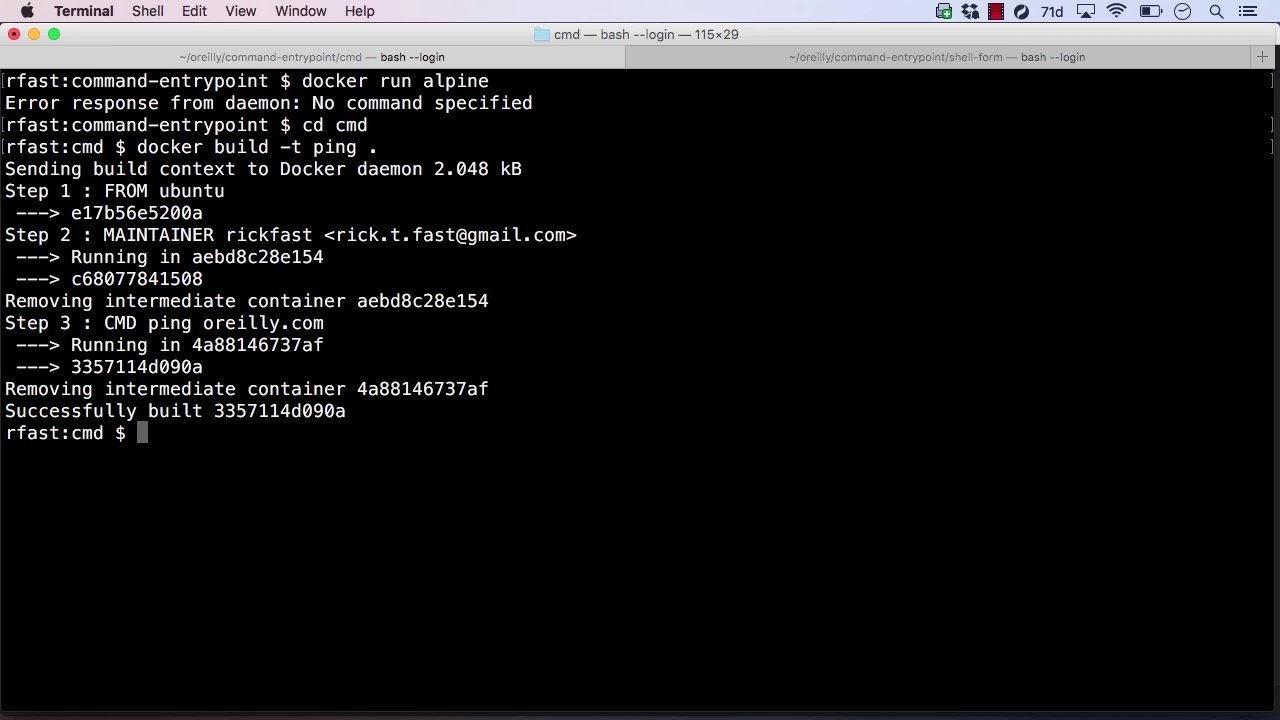 Terminal Shell Edit View Window Help 71d
cmd — bash --login — 115×29
~/oreilly/command-entrypoint/cmd — bash --login ~/oreilly/command-entrypoint/shell-form — bash --login +
[rfast:command-entrypoint $ docker run alpine ]
Error response from daemon: No command specified
[rfast:command-entrypoint $ cd cmd ]
[rfast:cmd $ docker build -t ping . ]
Sending build context to Docker daemon 2.048 kB
Step 1 : FROM ubuntu
 ---> e17b56e5200a
Step 2 : MAINTAINER rickfast <rick.t.fast@gmail.com>
 ---> Running in aebd8c28e154
 ---> c68077841508
Removing intermediate container aebd8c28e154
Step 3 : CMD ping oreilly.com
 ---> Running in 4a88146737af
 ---> 3357114d090a
Removing intermediate container 4a88146737af
Successfully built 3357114d090a
rfast:cmd $